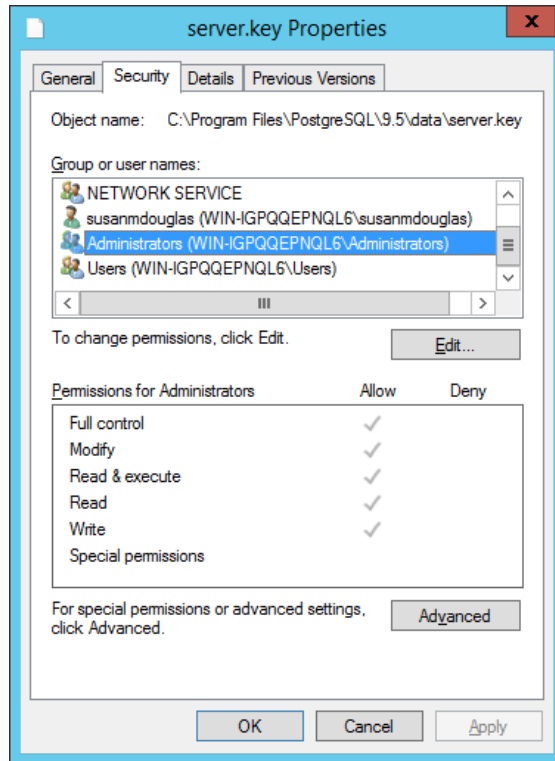 server.key Properties
x
General Security Details Previous Versions
Object name: C:\Program Files\PostgreSQL\9.5\data\server.key
Group or user names:
NETWORK SERVICE
susanmdouglas (WIN-IGPQQEPNQL6\susanmdouglas)
Administrators (WIN-IGPQQEPNQL6\Administrators)
Users (WIN-IGPQQEPNQL6\Users)
To change permissions, click Edit.
Edit...
Permissions for Administrators Allow Deny
Full control
Modify
Read & execute
Read
Write
Special permissions
For special permissions or advanced settings,
click Advanced.
Advanced
OK Cancel Apply